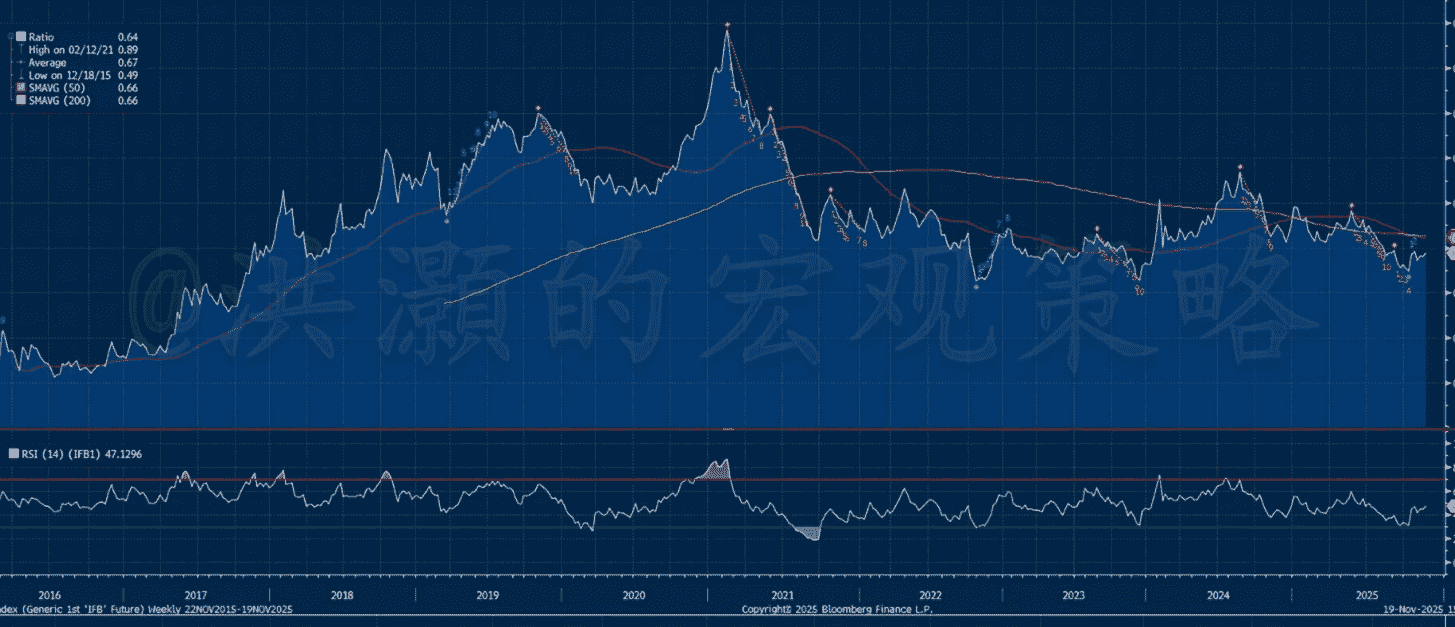 Ratio 0.64
High on 02/12/21 0.89
Average 0.67
Low on 12/18/15 0.49
SMAVG (50) 0.66
SMAVG (200) 0.66
@洪灏的宏观策略
RSI (14) (IFB1) 47.1296
2016 2017 2018 2019 2020 2021 2022 2023 2024 2025
(Generic 1st 'IFB' Future) Weekly 22NOV2015-19NOV2025 Copyright© 2025 Bloomberg Finance L.P. 19-Nov-2025